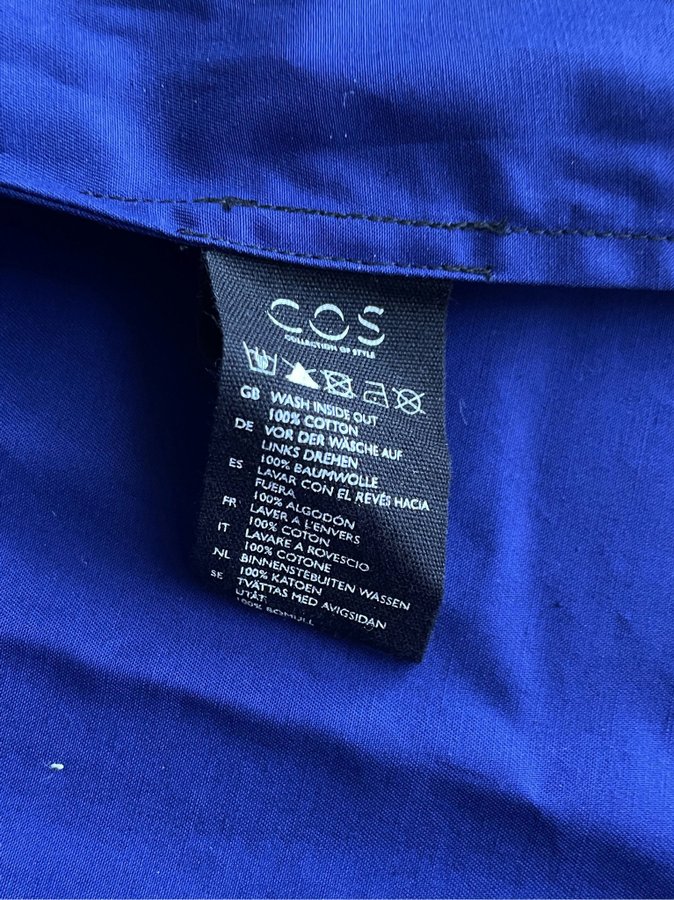 COS
COLLECTION OF STYLE
GB WASH INSIDE OUT
100% COTTON
DE VOR DER WÄSCHE AUF
LINKS DREHEN
100% BAUMWOLLE
ES LAVAR CON EL REVÉS HACIA
FUERA
100% ALGODÓN
FR LAVER À L'ENVERS
100% COTON
IT LAVARE A ROVESCIO
100% COTONE
NL BINNENSTEBUITEN WASSEN
100% KATOEN
SE TVÄTTAS MED AVIGSIDAN
UTÅT
100% BOMULL